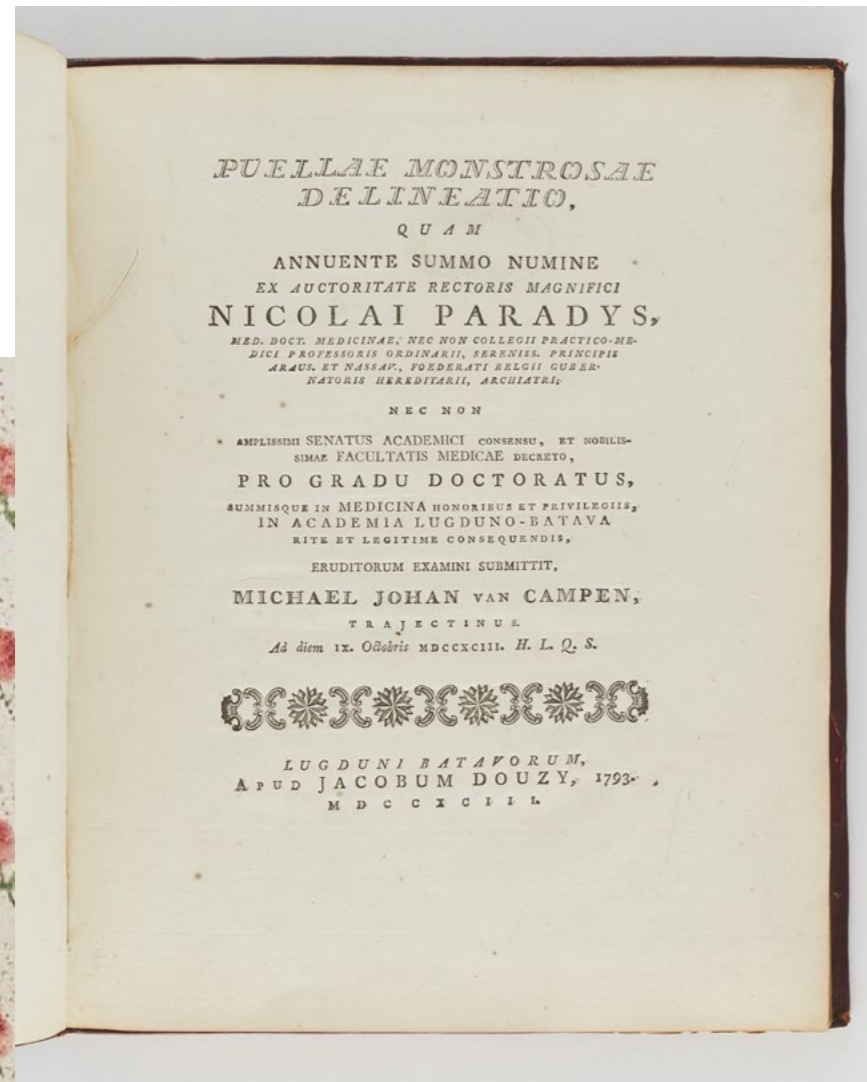 PUELLAE MONSTROSAE
DELINEATIO,
QUAM
ANNUENTE SUMMO NUMINE
EX AUCTORITATE RECTORIS MAGNIFICI
NICOLAI PARADYS,
MED. DOCT. MEDICINAE, NEC NON COLLEGII PRACTICO-ME-
DICI PROFESSORIS ORDINARII, SERENISS. PRINCIPIS
ARAUS. ET NASSAV., FOEDERATI BELGII GUBER-
NATORIS HEREDITARII, ARCHIATRI;
NEC NON
AMPLISSIMI SENATUS ACADEMICI CONSENSU, ET NOBILIS-
SIMAE FACULTATIS MEDICAE DECRETO,
PRO GRADU DOCTORATUS,
SUMMISQUE IN MEDICINA HONORIBUS ET PRIVILEGIIS,
IN ACADEMIA LUGDUNO-BATAVA
RITE ET LEGITIME CONSEQUENDIS,
ERUDITORUM EXAMINI SUBMITTIT,
MICHAEL JOHAN VAN CAMPEN,
TRAJECTINUS.
Ad diem IX. Octobris MDCCXCIII. H. L. Q. S.
LUGDUNI BATAVORUM,
APUD JACOBUM DOUZY, 1793.
MDCCXCIII.